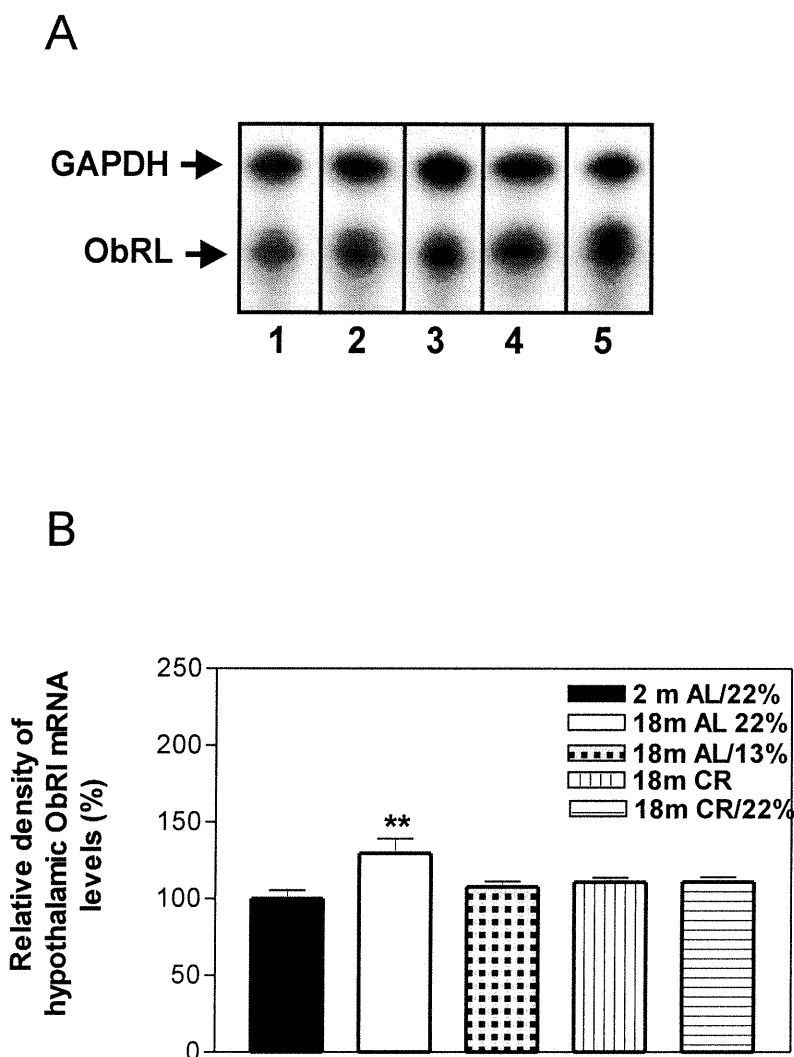 A
GAPDH
ObRL
1 2 3 4 5
B
Relative density of
hypothalamic ObRl mRNA
levels (%)
250
200
150
100
50
0
**
2 m AL/22%
18m AL 22%
18m AL/13%
18m CR
18m CR/22%